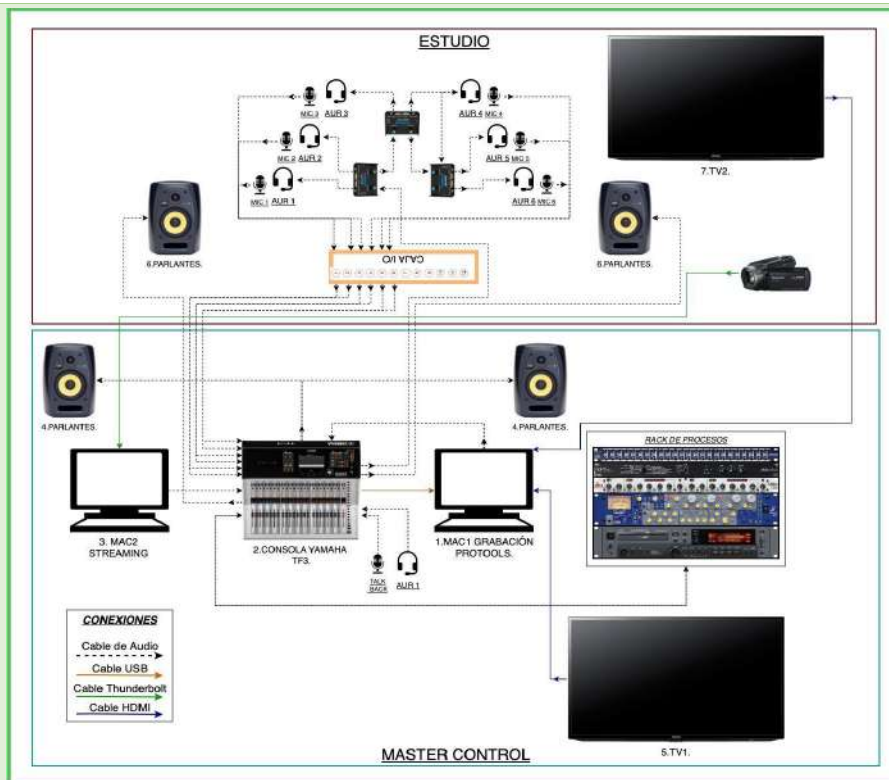 ESTUDIO
MIC 3 AUR 3
AUR 4 MIC 4
MIC 2 AUR 2
AUR 5 MIC 5
MIC 1 AUR 1
AUR 6 MIC 6
7.TV2.
CAJA I/O
6.PARLANTES.
6.PARLANTES.
4.PARLANTES.
4.PARLANTES.
RACK DE PROCESOS
3. MAC2
STREAMING
2.CONSOLA YAMAHA
TF3.
1.MAC1 GRABACIÓN
PROTOOLS.
TALK
BACK
AUR 1
CONEXIONES
Cable de Audio
Cable USB
Cable Thunderbolt
Cable HDMI
5.TV1.
MASTER CONTROL